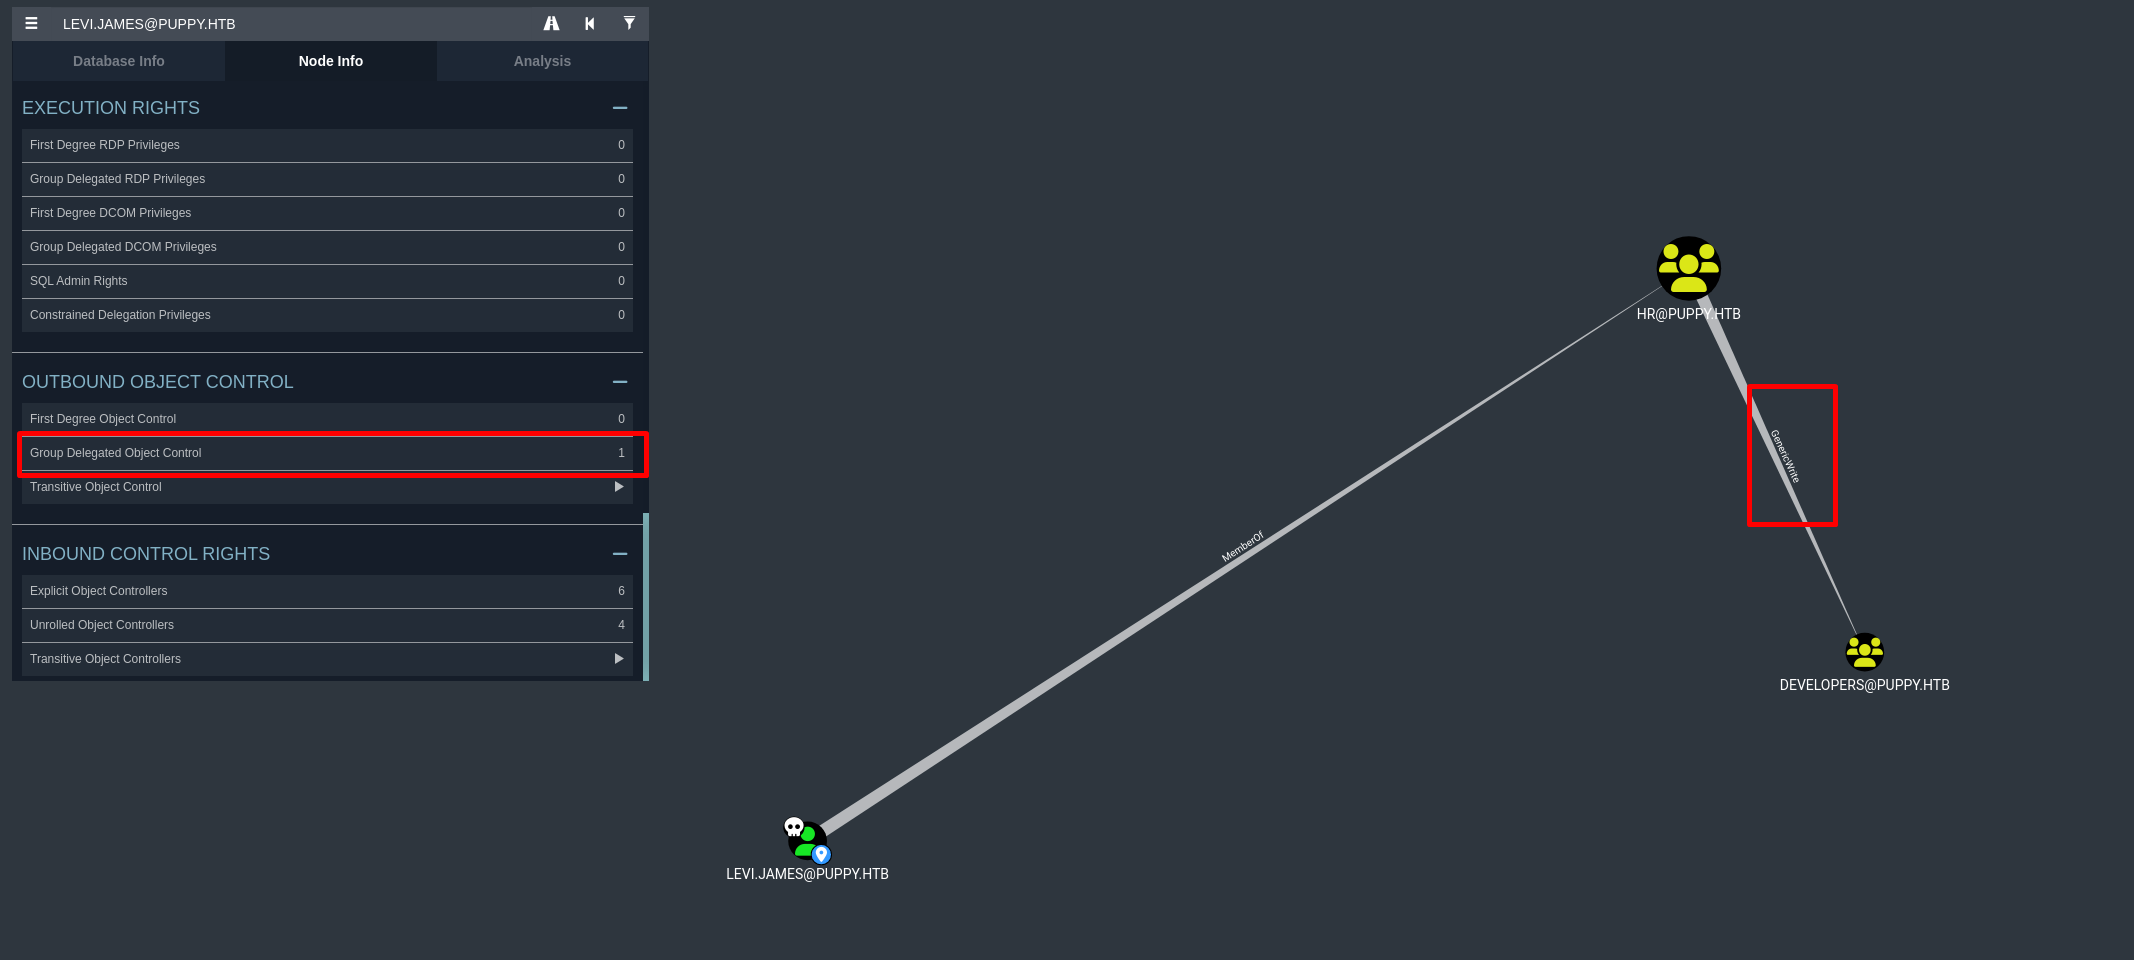 LEVI.JAMES@PUPPY.HTB
Database Info
Node Info
Analysis
EXECUTION RIGHTS
First Degree RDP Privileges 0
Group Delegated RDP Privileges 0
First Degree DCOM Privileges 0
Group Delegated DCOM Privileges 0
SQL Admin Rights 0
Constrained Delegation Privileges 0
OUTBOUND OBJECT CONTROL
First Degree Object Control 0
Group Delegated Object Control 1
Transitive Object Control
INBOUND CONTROL RIGHTS
Explicit Object Controllers 6
Unrolled Object Controllers 4
Transitive Object Controllers
HR@PUPPY.HTB
GenericWrite
MemberOf
DEVELOPERS@PUPPY.HTB
LEVI.JAMES@PUPPY.HTB